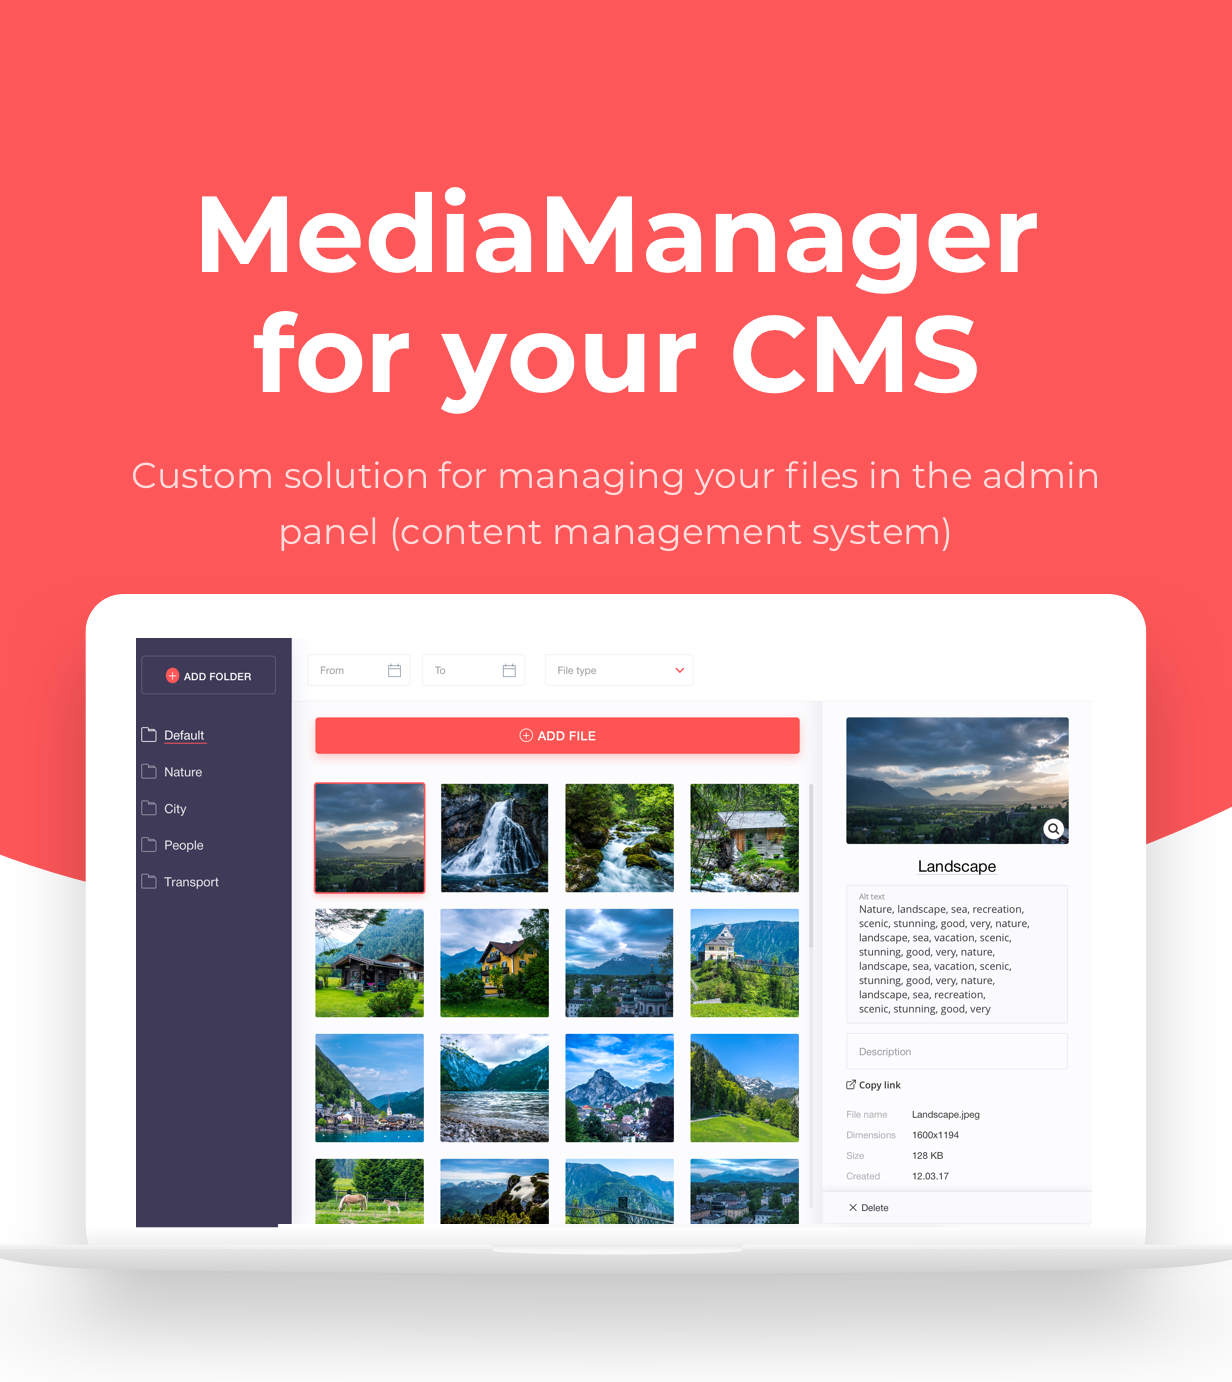 MediaManager
for your CMS
Custom solution for managing your files in the admin
panel (content management system)
ADD FOLDER
Default
Nature
City
People
Transport
From
To
File type
ADD FILE
Landscape
Alt text
Nature, landscape, sea, recreation,
scenic, stunning, good, very, nature,
landscape, sea, vacation, scenic,
stunning, good, very, nature,
landscape, sea, vacation, scenic,
stunning, good, very, nature,
landscape, sea, recreation,
scenic, stunning, good, very
Description
Copy link
File name Landscape.jpeg
Dimensions 1600x1194
Size 128 KB
Created 12.03.17
Delete